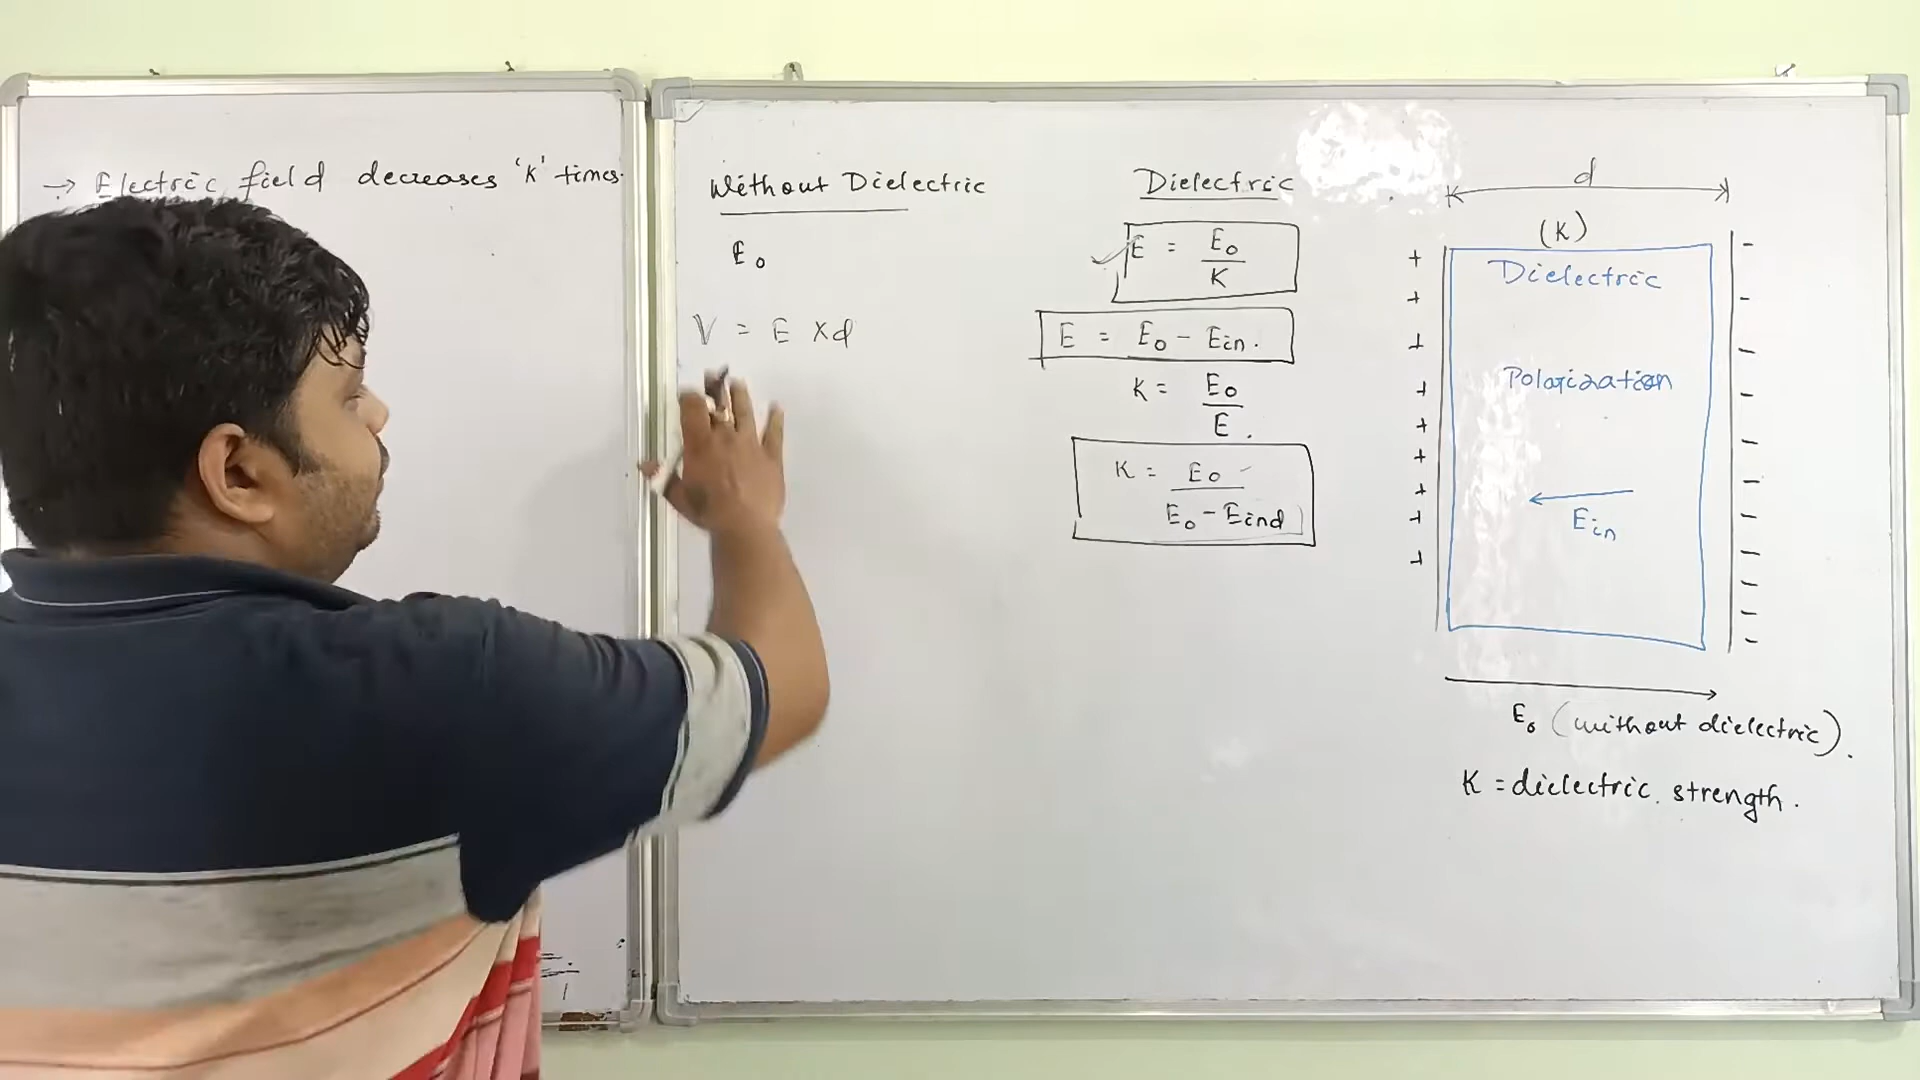 → Electric field decreases 'K' times.
Without Dielectric
E₀
V = E × d
Dielectric
E = E₀ / K
E = E₀ - Ein.
K = E₀ / E.
K = E₀ / E₀ - Eind
d
(K)
Dielectric
Polarization
Ein
+ + + + + + + + +
- - - - - - - - - - - -
E₀ (without dielectric).
K = dielectric strength.